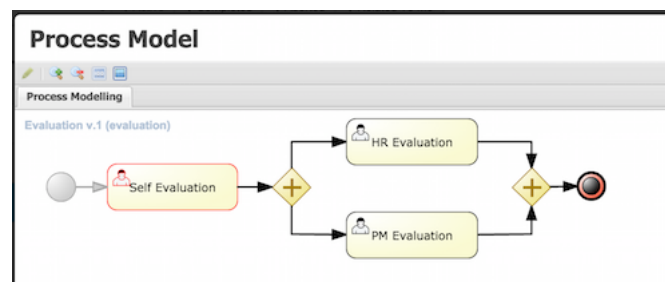 Process Model
Process Modelling
Evaluation v.1 (evaluation)
HR Evaluation
Self Evaluation
PM Evaluation